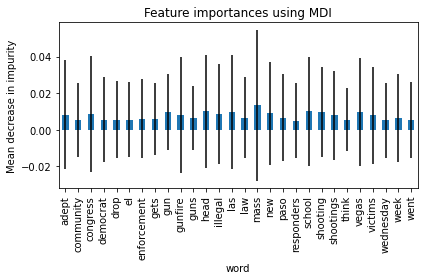 Feature importances using MDI
Mean decrease in impurity
0.04
0.02
0.00
−0.02
adept
community
congress
democrat
drop
el
enforcement
gets
gun
gunfire
guns
head
illegal
las
law
mass
new
paso
responders
school
shooting
shootings
think
vegas
victims
wednesday
week
went
word